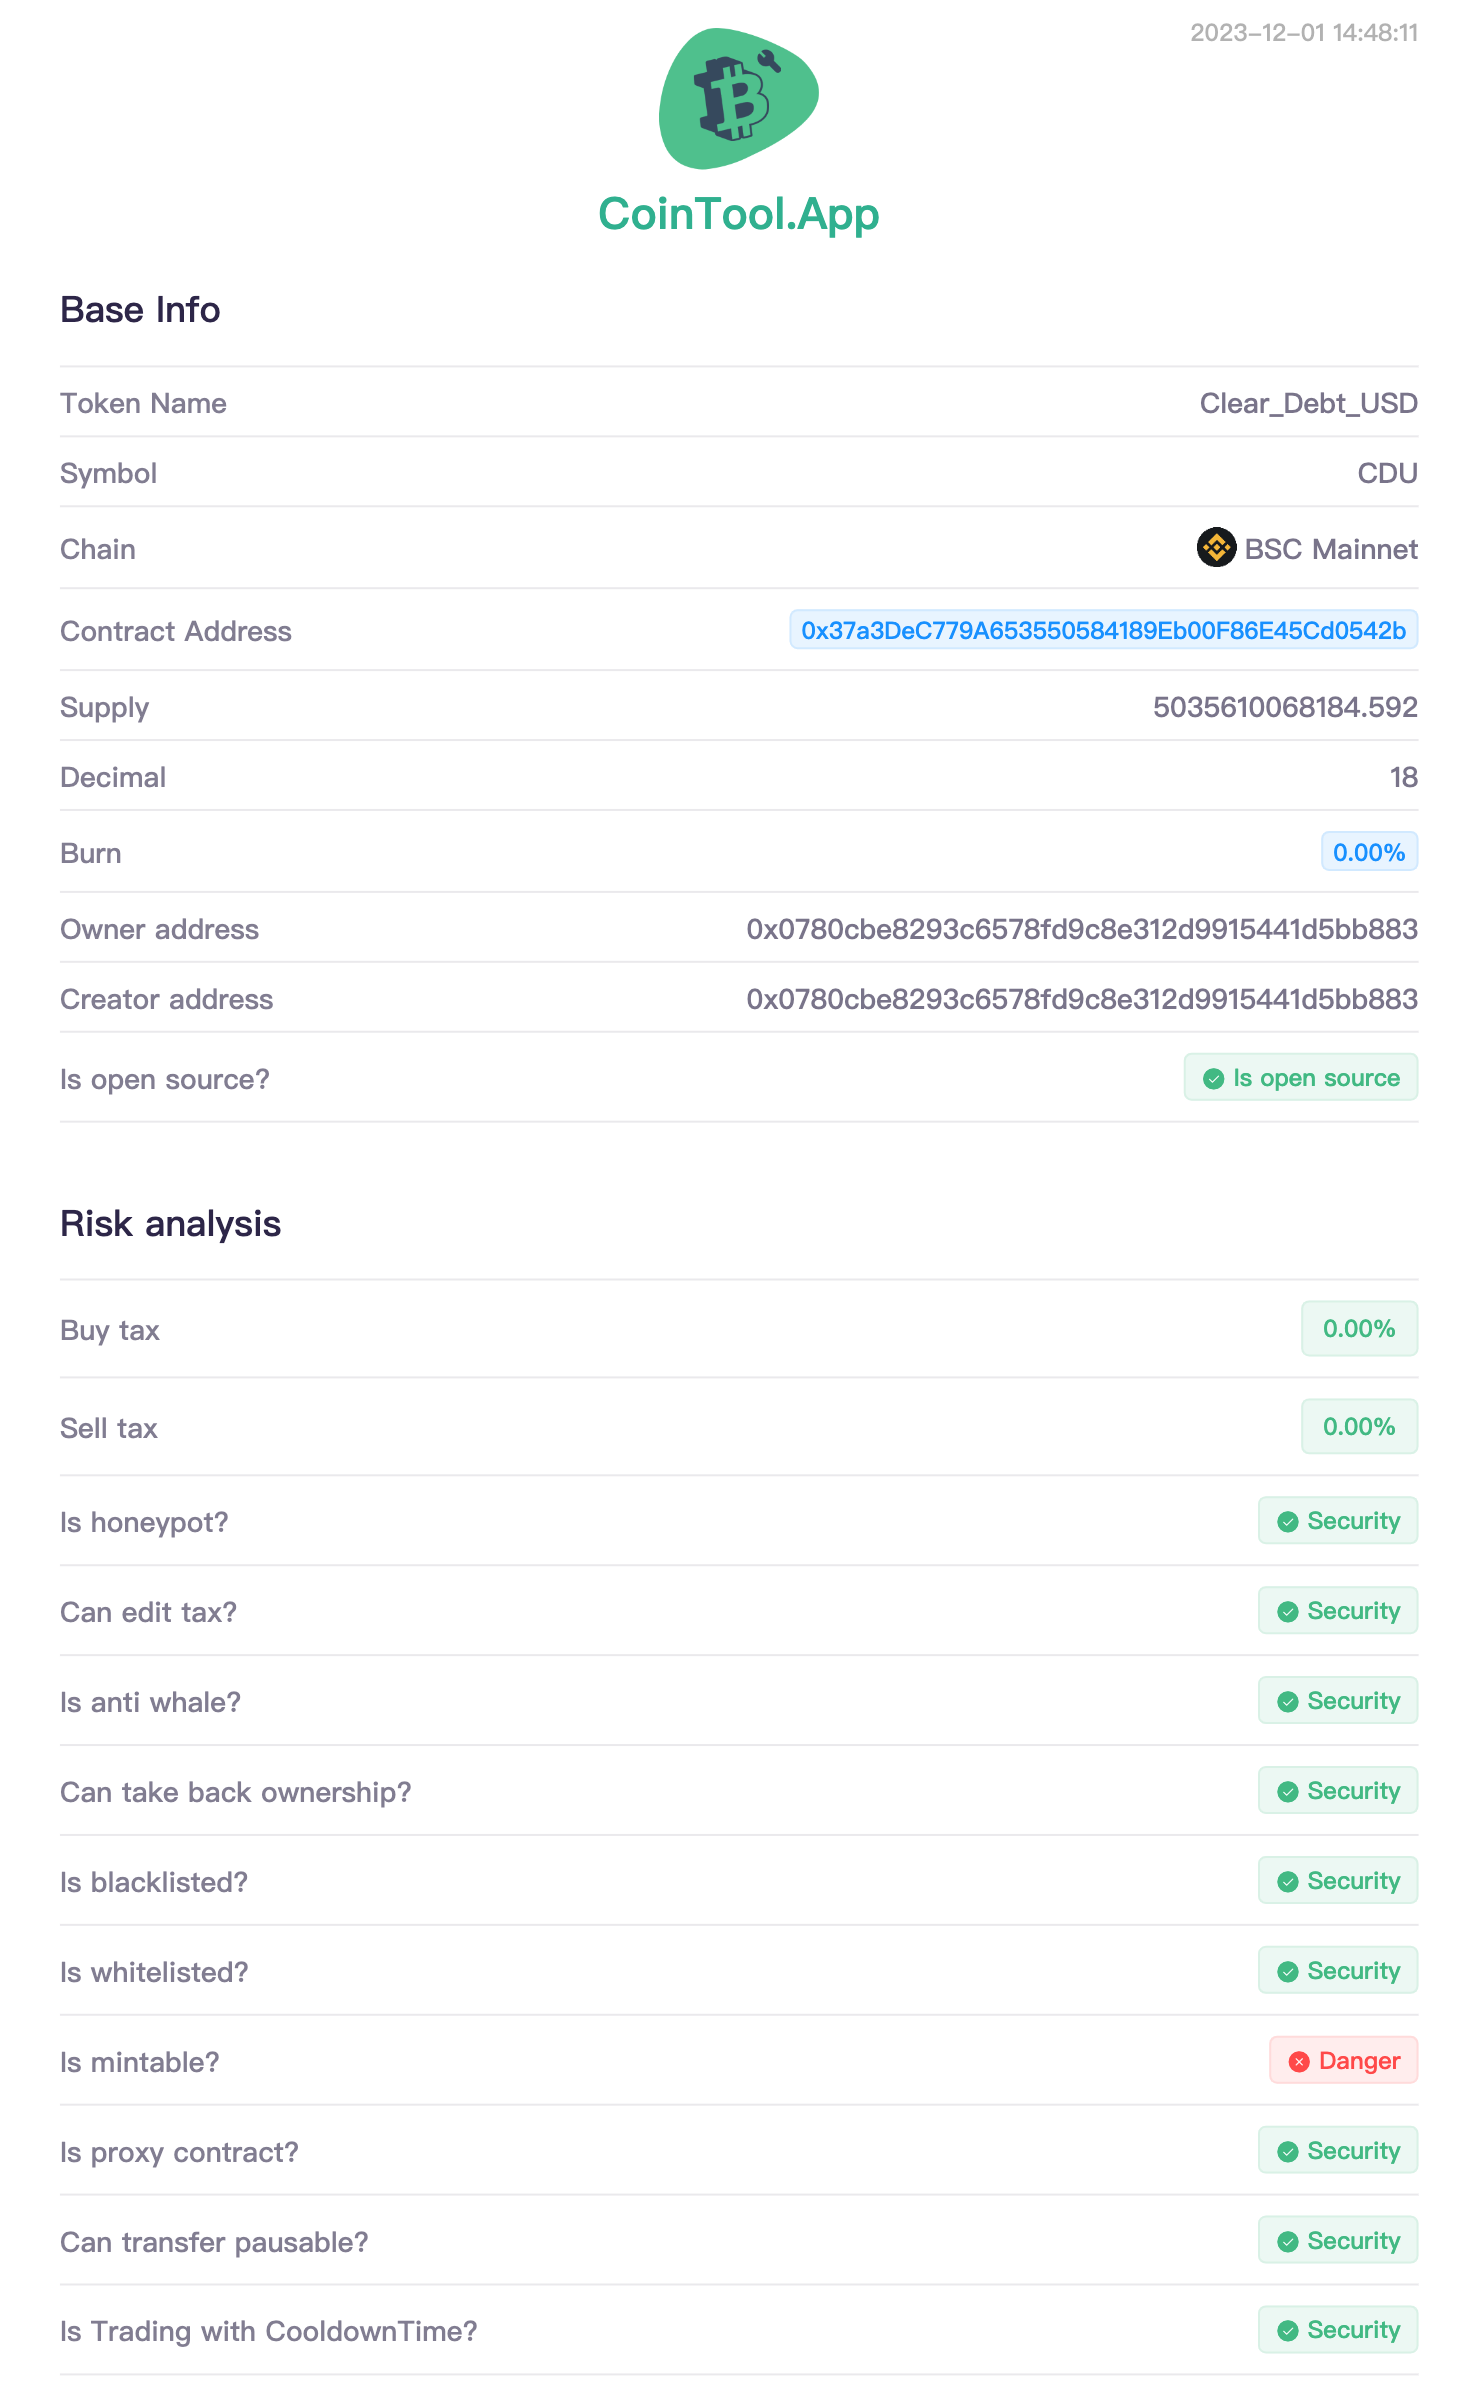 2023-12-01 14:48:11
CoinTool.App
Base Info
Token Name Clear_Debt_USD
Symbol CDU
Chain BSC Mainnet
Contract Address 0x37a3DeC779A653550584189Eb00F86E45Cd0542b
Supply 5035610068184.592
Decimal 18
Burn 0.00%
Owner address 0x0780cbe8293c6578fd9c8e312d9915441d5bb883
Creator address 0x0780cbe8293c6578fd9c8e312d9915441d5bb883
Is open source? Is open source
Risk analysis
Buy tax 0.00%
Sell tax 0.00%
Is honeypot? Security
Can edit tax? Security
Is anti whale? Security
Can take back ownership? Security
Is blacklisted? Security
Is whitelisted? Security
Is mintable? Danger
Is proxy contract? Security
Can transfer pausable? Security
Is Trading with CooldownTime? Security